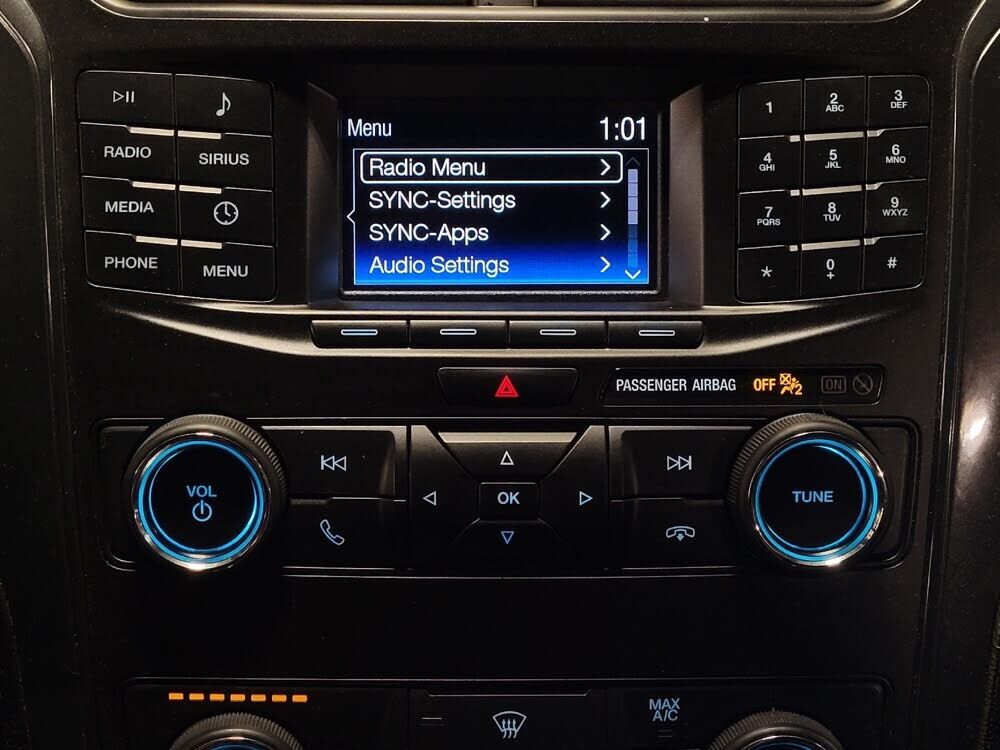 Menu 1:01
Radio Menu
SYNC-Settings
SYNC-Apps
Audio Settings
RADIO
SIRIUS
MEDIA
PHONE
MENU
1
2 ABC
3 DEF
4 GHI
5 JKL
6 MNO
7 PQRS
8 TUV
9 WXYZ
*
0 +
#
PASSENGER AIRBAG OFF 2 ON
VOL
OK
TUNE
MAX
A/C